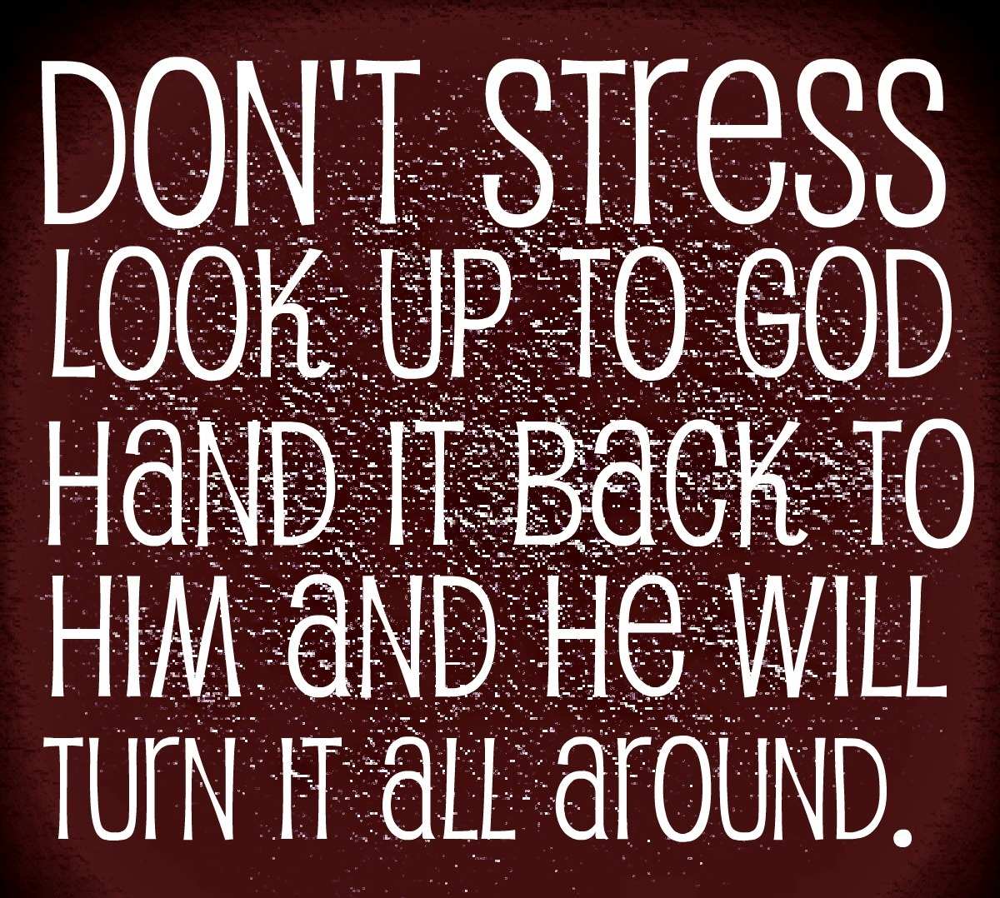 DON'T STress
LOOK UP TO GOD
HaND IT Back TO
HIM aND He WILL
TUrN IT aLL arOUND.